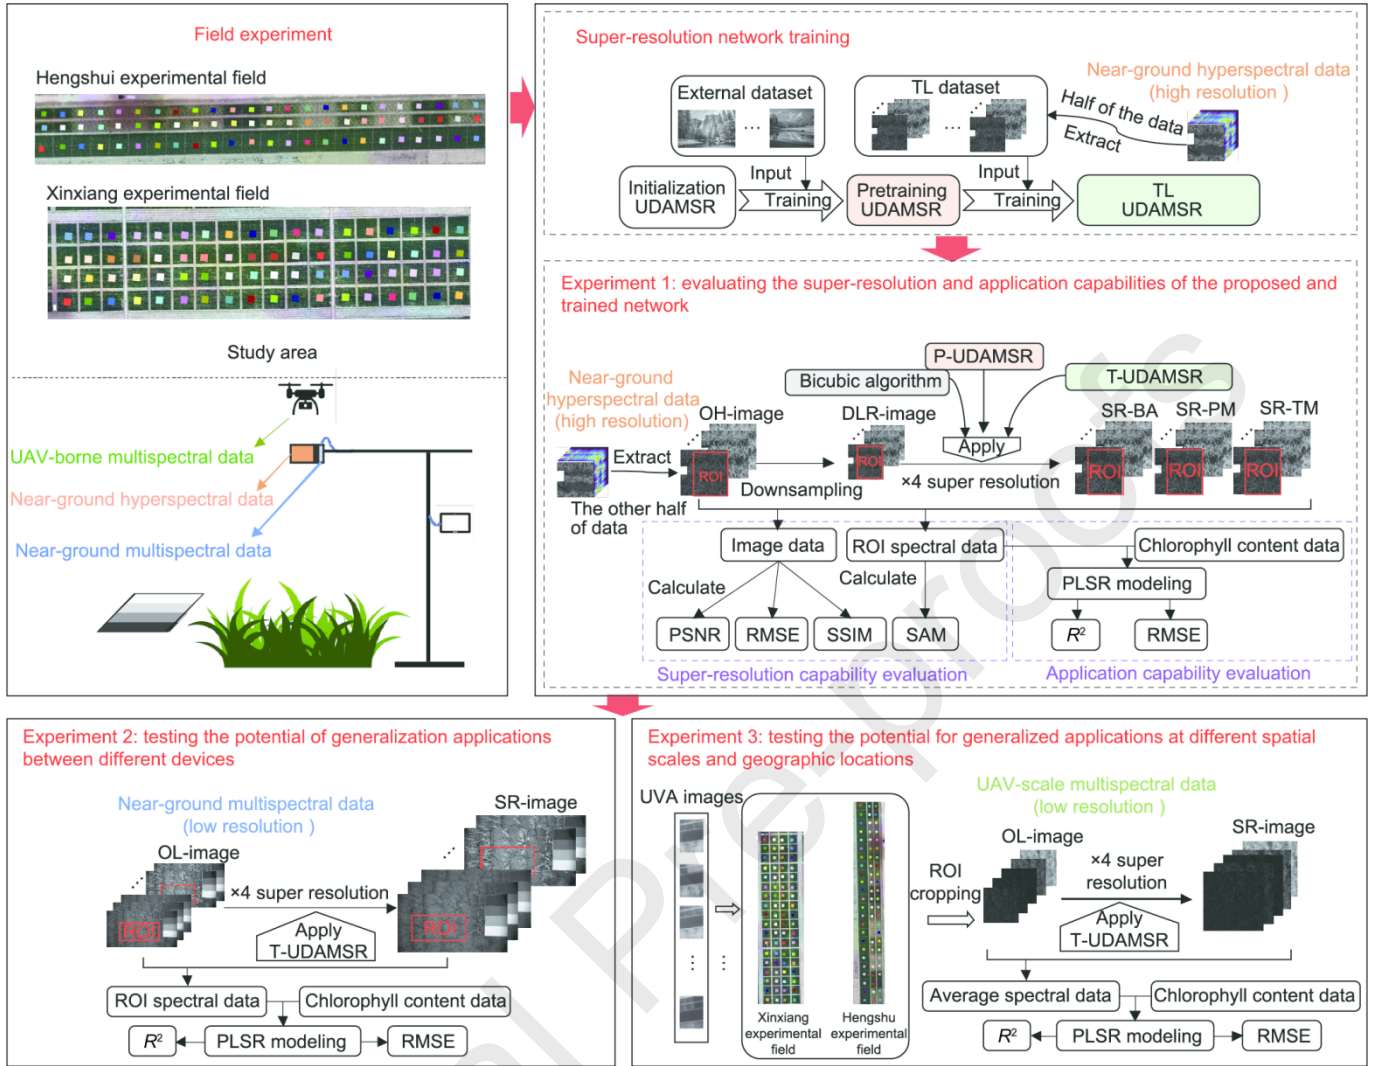 Field experiment
Hengshui experimental field
Xinxiang experimental field
Study area
UAV-borne multispectral data
Near-ground hyperspectral data
Near-ground multispectral data
Super-resolution network training
External dataset
...
TL dataset
...
Near-ground hyperspectral data
(high resolution )
Half of the data
Extract
Input
Input
Initialization
UDAMSR
Training
Pretraining
UDAMSR
Training
TL
UDAMSR
Experiment 1: evaluating the super-resolution and application capabilities of the proposed and
trained network
P-UDAMSR
Bicubic algorithm
T-UDAMSR
Near-ground
hyperspectral data
(high resolution)
OH-image
DLR-image
Apply
SR-BA
SR-PM
SR-TM
Extract
ROI
ROI
ROI
ROI
ROI
Downsampling
×4 super resolution
The other half
of data
Image data
ROI spectral data
Chlorophyll content data
Calculate
Calculate
PLSR modeling
PSNR
RMSE
SSIM
SAM
R²
RMSE
Super-resolution capability evaluation
Application capability evaluation
Experiment 2: testing the potential of generalization applications
between different devices
Near-ground multispectral data
(low resolution )
SR-image
OL-image
×4 super resolution
ROI
ROI
Apply
T-UDAMSR
ROI spectral data
Chlorophyll content data
R²
PLSR modeling
RMSE
Experiment 3: testing the potential for generalized applications at different spatial
scales and geographic locations
UVA images
UAV-scale multispectral data
(low resolution )
OL-image
SR-image
×4 super
resolution
ROI
cropping
Apply
T-UDAMSR
Xinxiang
experimental
field
Hengshu
experimental
field
Average spectral data
Chlorophyll content data
R²
PLSR modeling
RMSE
al Pre-proofs